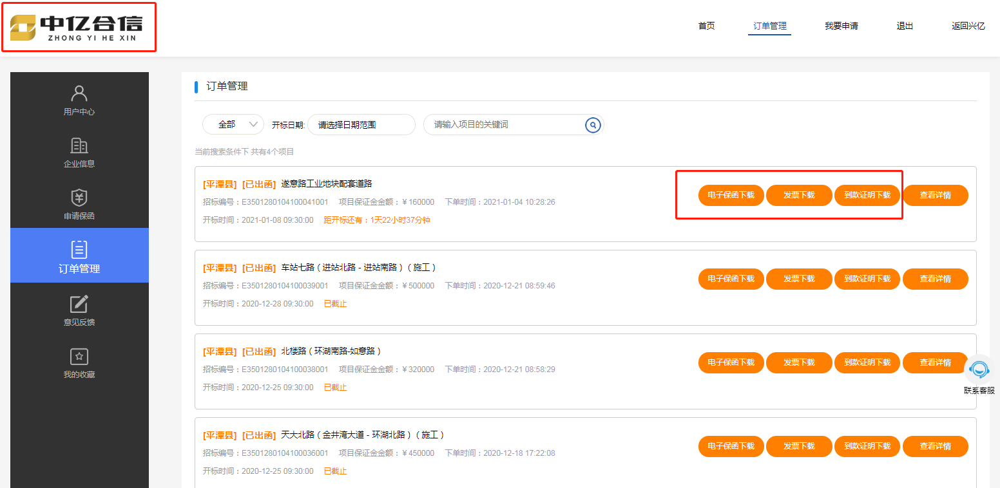 中亿合信
ZHONG YI HE XIN
首页 订单管理 我要申请 退出 返回兴亿
用户中心
企业信息
申请保函
订单管理
意见反馈
我的收藏
订单管理
全部 开标日期: 请选择日期范围 请输入项目的关键词
当前搜索条件下 共有4个项目
[平潭县] [已出函] 遂意路工业地块配套道路
招标编号：E3501280104100041001 项目保证金金额：￥160000 下单时间：2021-01-04 10:28:26
开标时间：2021-01-08 09:30:00 距开标还有：1天22小时37分钟
电子保函下载 发票下载 到款证明下载 查看详情
[平潭县] [已出函] 车站七路（进站北路 - 进站南路）（施工）
招标编号：E3501280104100039001 项目保证金金额：￥500000 下单时间：2020-12-21 08:59:46
开标时间：2020-12-28 09:30:00 已截止
电子保函下载 发票下载 到款证明下载 查看详情
[平潭县] [已出函] 北楼路（环湖南路-如意路）
招标编号：E3501280104100038001 项目保证金金额：￥320000 下单时间：2020-12-21 08:58:29
开标时间：2020-12-25 09:30:00 已截止
电子保函下载 发票下载 到款证明下载 查看详情
联系客服
[平潭县] [已出函] 天大北路（金井湾大道 - 环湖北路）（施工）
招标编号：E3501280104100036001 项目保证金金额：￥450000 下单时间：2020-12-18 17:22:08
开标时间：2020-12-25 09:30:00 已截止
电子保函下载 发票下载 到款证明下载 查看详情